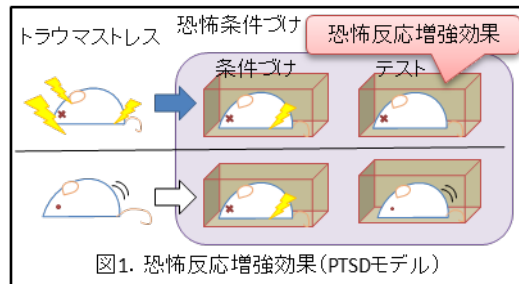 トラウマストレス
恐怖条件づけ
恐怖反応増強効果
条件づけ
テスト
図1. 恐怖反応増強効果(PTSDモデル)